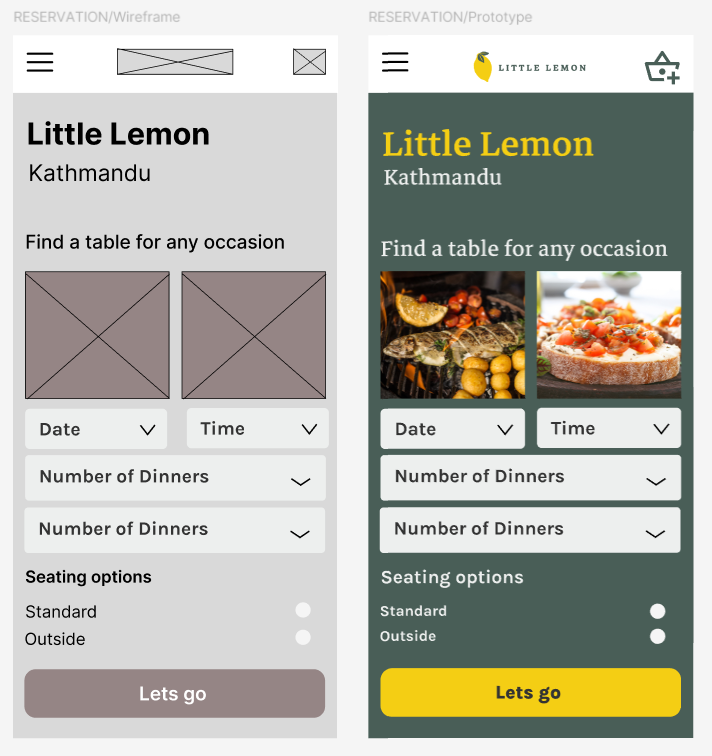 RESERVATION/Wireframe
Little Lemon
Kathmandu
Find a table for any occasion
Date
Time
Number of Dinners
Number of Dinners
Seating options
Standard
Outside
Lets go
RESERVATION/Prototype
LITTLE LEMON
Little Lemon
Kathmandu
Find a table for any occasion
Date
Time
Number of Dinners
Number of Dinners
Seating options
Standard
Outside
Lets go